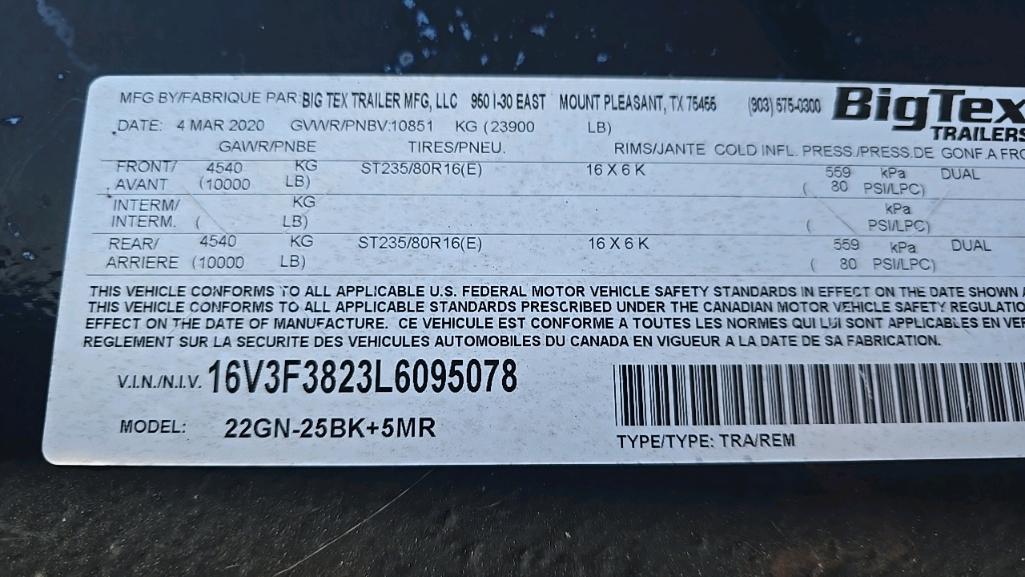 MFG BY/FABRIQUE PAR: BIG TEX TRAILER MFG, LLC 950 I-30 EAST MOUNT PLEASANT, TX 75455 (903) 575-0300 BigTex
TRAILERS
DATE: 4 MAR 2020 GVWR/PNBV:10851 KG (23900 LB)
GAWR/PNBE TIRES/PNEU. RIMS/JANTE COLD INFL. PRESS./PRESS.DE GONF A FRO
FRONT/ 4540 KG ST235/80R16(E) 16 X 6 K 559 kPa DUAL
AVANT (10000 LB) ( 80 PSI/LPC)
INTERM/ KG kPa
INTERM. ( LB) ( PSI/LPC)
REAR/ 4540 KG ST235/80R16(E) 16 X 6 K 559 kPa DUAL
ARRIERE (10000 LB) ( 80 PSI/LPC)
THIS VEHICLE CONFORMS TO ALL APPLICABLE U.S. FEDERAL MOTOR VEHICLE SAFETY STANDARDS IN EFFECT ON THE DATE SHOWN A
THIS VEHICLE CONFORMS TO ALL APPLICABLE STANDARDS PRESCRIBED UNDER THE CANADIAN MOTOR VEHICLE SAFETY REGULATIO
EFFECT ON THE DATE OF MANUFACTURE. CE VEHICULE EST CONFORME A TOUTES LES NORMES QUI LUI SONT APPLICABLES EN VER
REGLEMENT SUR LA SECURITE DES VEHICULES AUTOMOBILES DU CANADA EN VIGUEUR A LA DATE DE SA FABRICATION.
V.I.N./N.I.V. 16V3F3823L6095078
MODEL: 22GN-25BK+5MR
TYPE/TYPE: TRA/REM